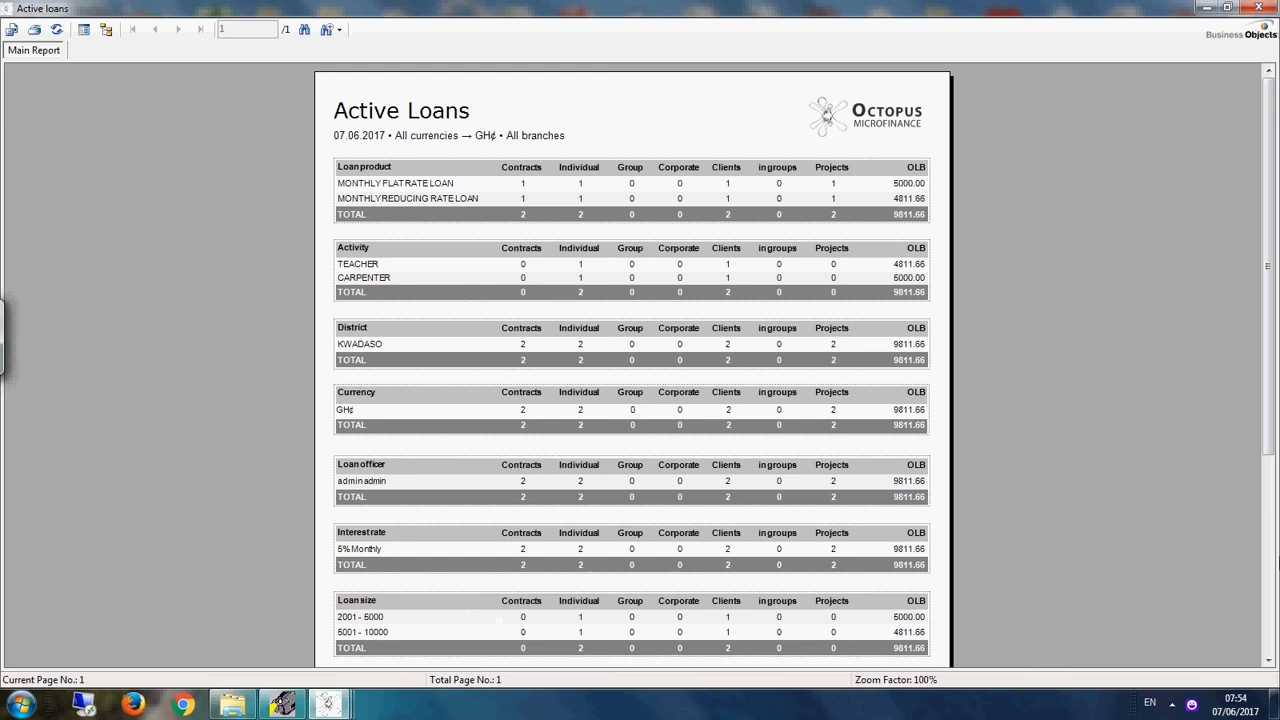 Active loans
1 /1
Business Objects
Main Report
Active Loans
OCTOPUS
MICROFINANCE
07.06.2017 • All currencies → GH¢ • All branches
Loan product Contracts Individual Group Corporate Clients in groups Projects OLB
MONTHLY FLAT RATE LOAN 1 1 0 0 1 0 1 5000.00
MONTHLY REDUCING RATE LOAN 1 1 0 0 1 0 1 4811.66
TOTAL 2 2 0 0 2 0 2 9811.66
Activity Contracts Individual Group Corporate Clients in groups Projects OLB
TEACHER 0 1 0 0 1 0 0 4811.66
CARPENTER 0 1 0 0 1 0 0 5000.00
TOTAL 0 2 0 0 2 0 0 9811.66
District Contracts Individual Group Corporate Clients in groups Projects OLB
KWADASO 2 2 0 0 2 0 2 9811.66
TOTAL 2 2 0 0 2 0 2 9811.66
Currency Contracts Individual Group Corporate Clients in groups Projects OLB
GH¢ 2 2 0 0 2 0 2 9811.66
TOTAL 2 2 0 0 2 0 2 9811.66
Loan officer Contracts Individual Group Corporate Clients in groups Projects OLB
admin admin 2 2 0 0 2 0 2 9811.66
TOTAL 2 2 0 0 2 0 2 9811.66
Interest rate Contracts Individual Group Corporate Clients in groups Projects OLB
5% Monthly 2 2 0 0 2 0 2 9811.66
TOTAL 2 2 0 0 2 0 2 9811.66
Loan size Contracts Individual Group Corporate Clients in groups Projects OLB
2001 - 5000 0 1 0 0 1 0 0 5000.00
5001 - 10000 0 1 0 0 1 0 0 4811.66
TOTAL 0 2 0 0 2 0 0 9811.66
Current Page No.: 1 Total Page No.: 1 Zoom Factor: 100%
EN 07:54
07/06/2017